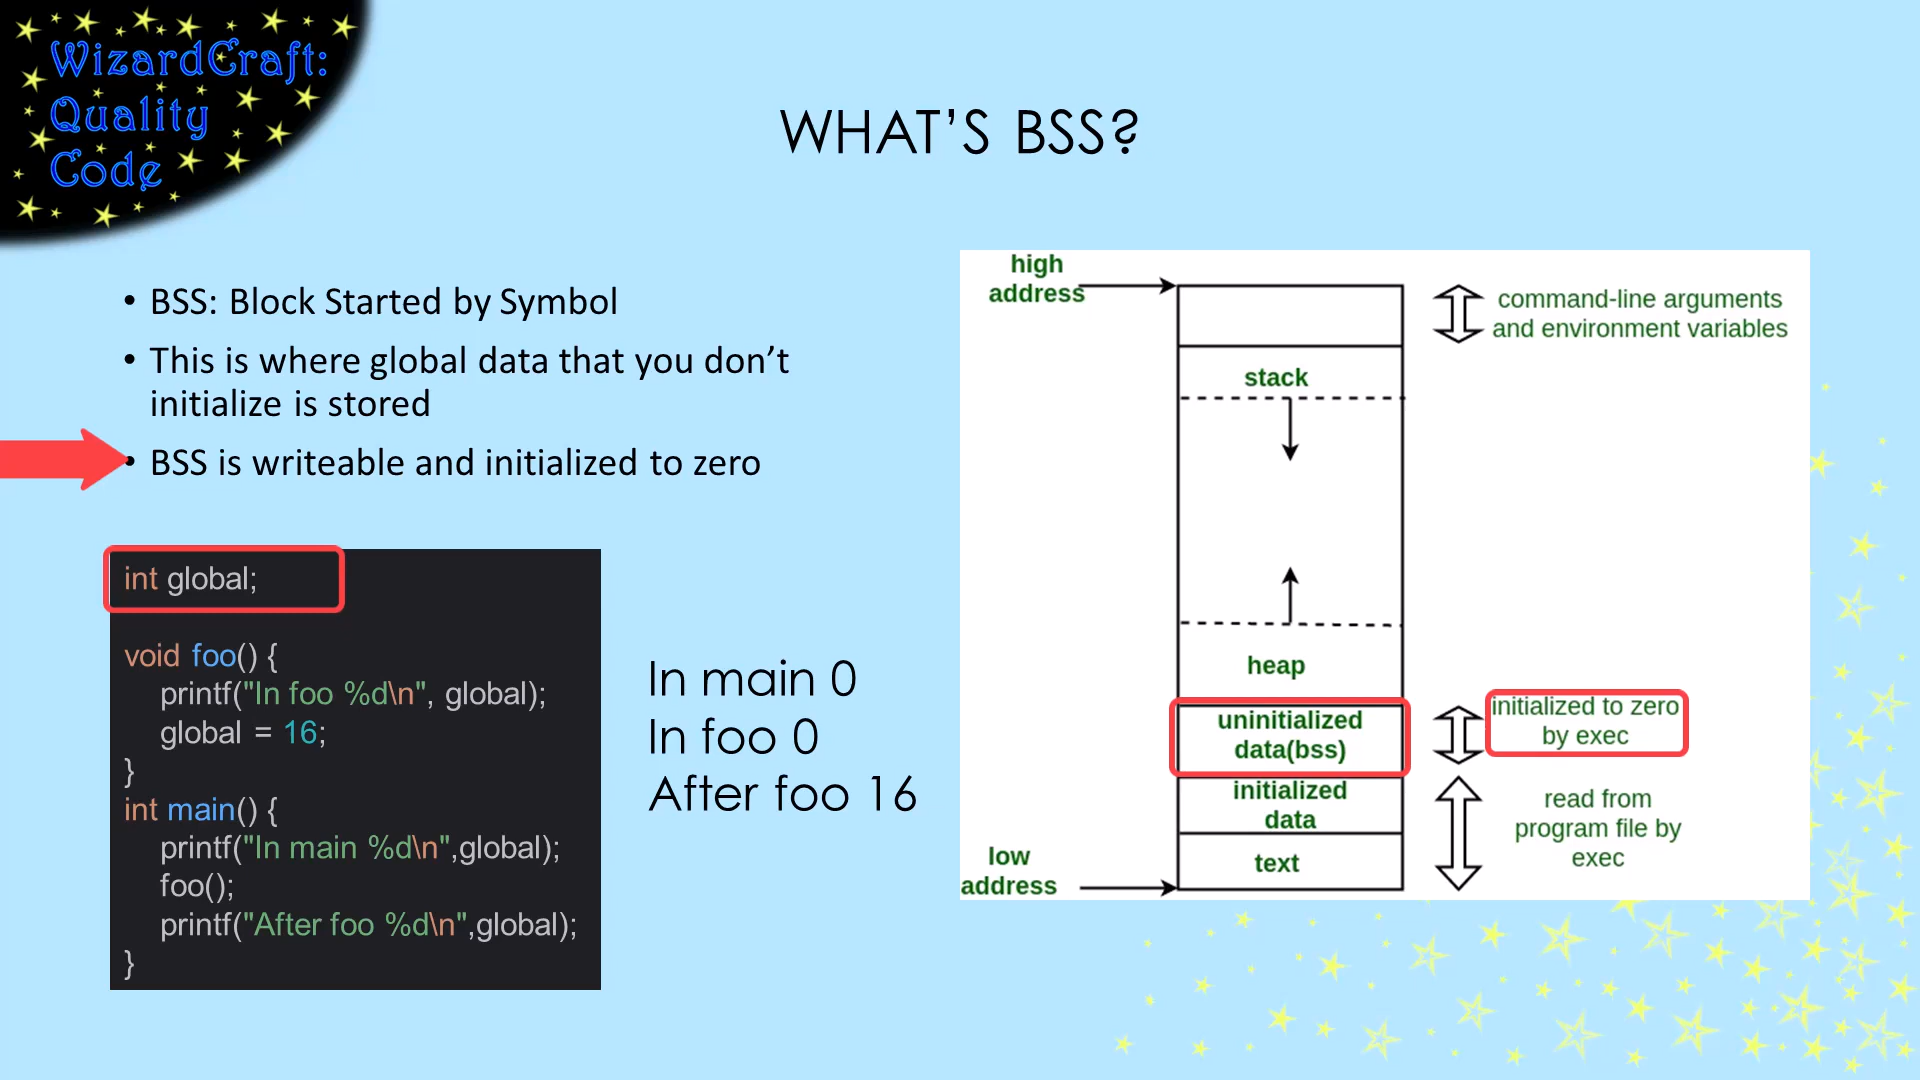 WizardCraft:
Quality
Code
WHAT’S BSS?
• BSS: Block Started by Symbol
• This is where global data that you don’t
initialize is stored
• BSS is writeable and initialized to zero
int global;
void foo() {
printf("In foo %d\n", global);
global = 16;
}
int main() {
printf("In main %d\n",global);
foo();
printf("After foo %d\n",global);
}
In main 0
In foo 0
After foo 16
high
address
command-line arguments
and environment variables
stack
heap
uninitialized
data(bss)
initialized to zero
by exec
initialized
data
read from
program file by
exec
text
low
address